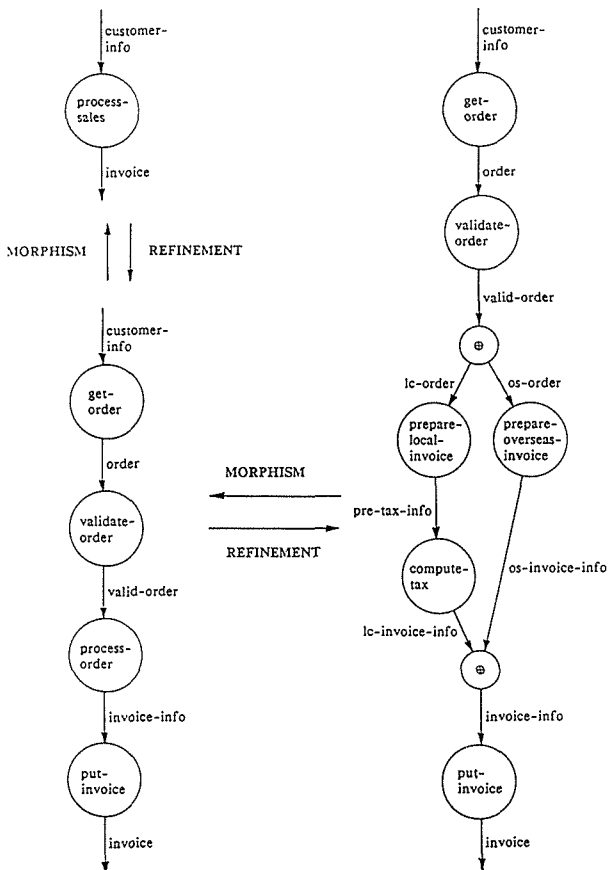 customer-
info
process-
sales
invoice
MORPHISM
REFINEMENT
customer-
info
get-
order
order
validate-
order
valid-order
process-
order
invoice-info
put-
invoice
invoice
MORPHISM
REFINEMENT
customer-
info
get-
order
order
validate-
order
valid-order
⊕
lc-order
os-order
prepare-
local-
invoice
prepare-
overseas-
invoice
pre-tax-info
compute-
tax
os-invoice-info
lc-invoice-info
⊕
invoice-info
put-
invoice
invoice